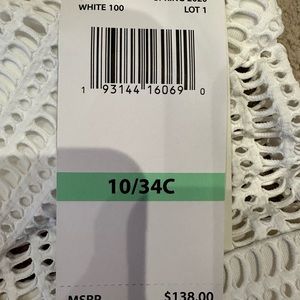 WHITE 100 LOT 1
1 93144 16069 0
10/34C
MSRP $138.00